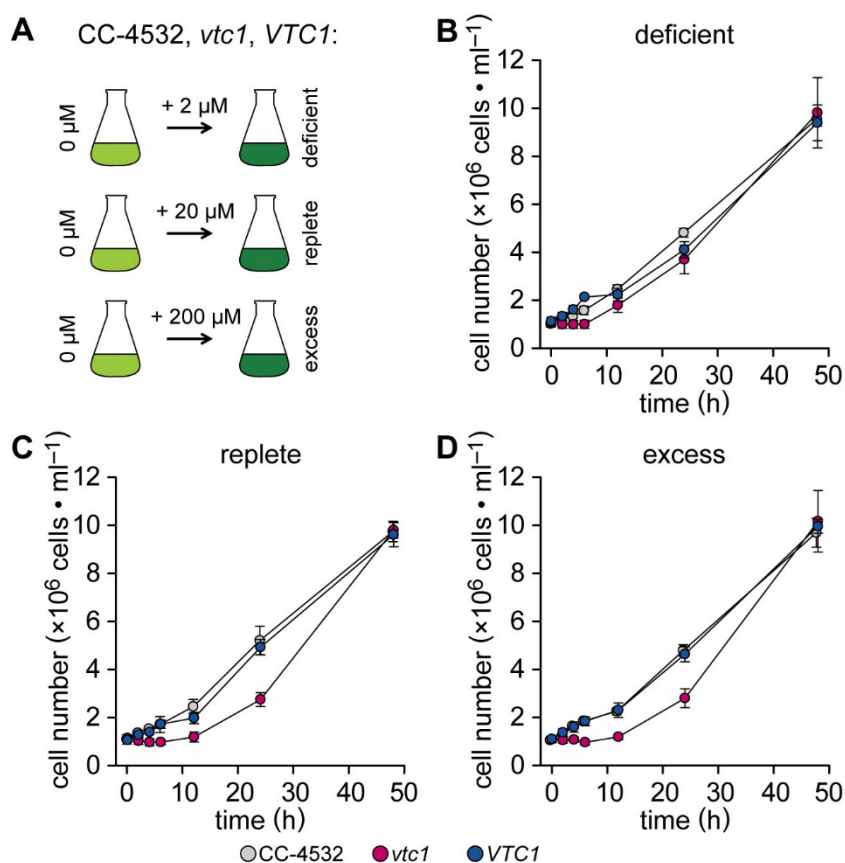 A
CC-4532, vtc1, VTC1:
0 µM
+ 2 µM
deficient
0 µM
+ 20 µM
replete
0 µM
+ 200 µM
excess
B
deficient
cell number (×10⁶ cells • ml⁻¹)
12
10
8
6
4
2
0
0 10 20 30 40 50
time (h)
C
replete
cell number (×10⁶ cells • ml⁻¹)
12
10
8
6
4
2
0
0 10 20 30 40 50
time (h)
D
excess
cell number (×10⁶ cells • ml⁻¹)
12
10
8
6
4
2
0
0 10 20 30 40 50
time (h)
CC-4532 vtc1 VTC1